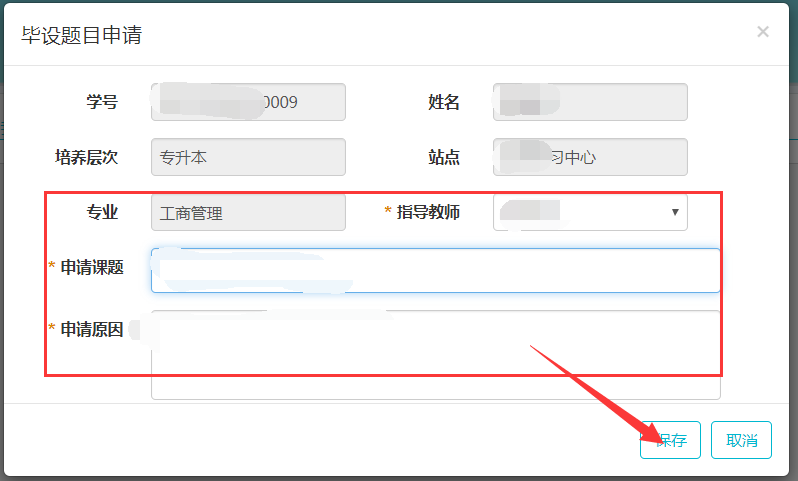 毕设题目申请 ×
学号 0009 姓名
培养层次 专升本 站点 习中心
专业 工商管理 * 指导教师
* 申请课题
* 申请原因
保存 取消